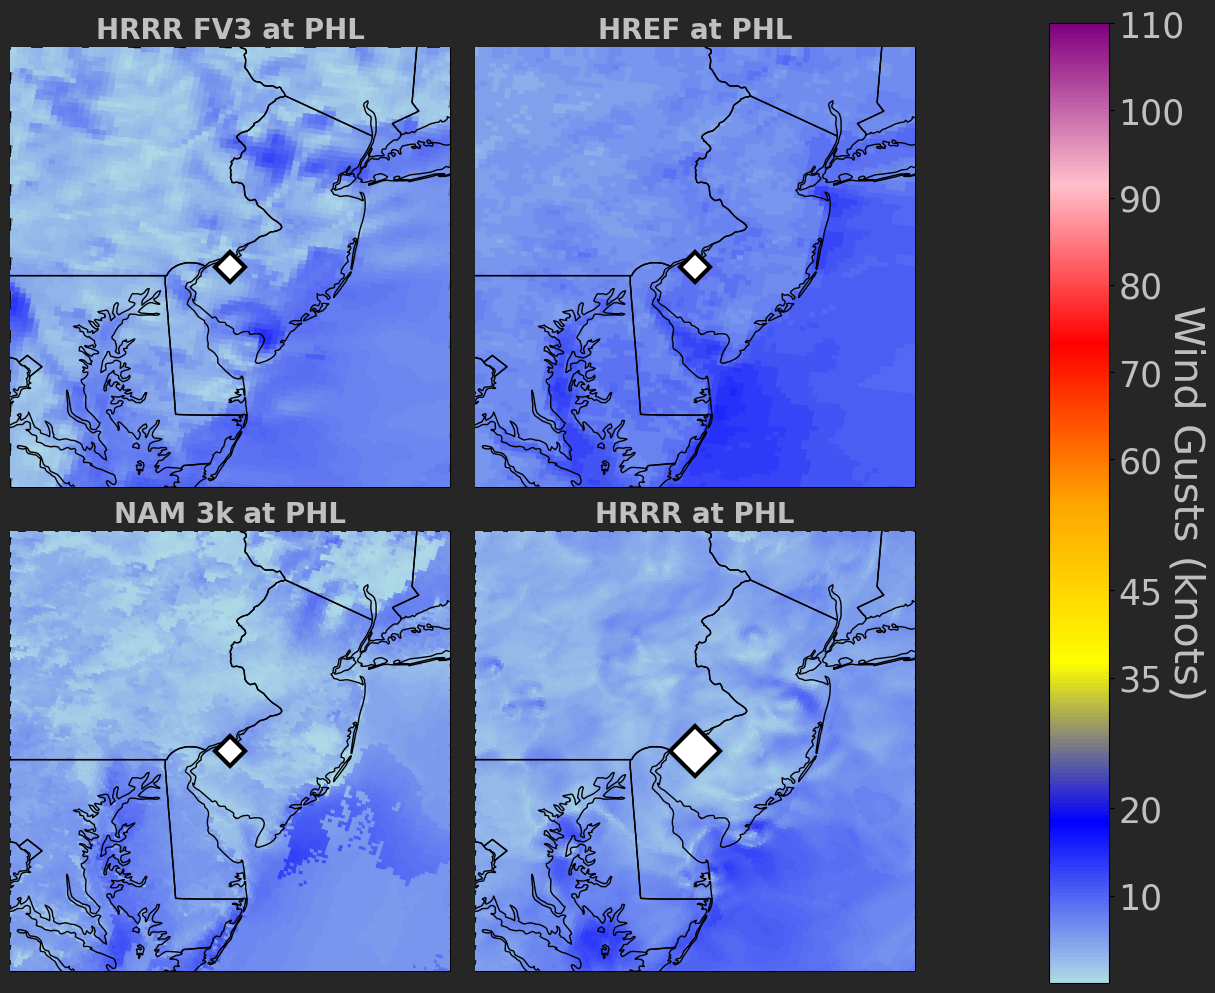 HRRR FV3 at PHL
HREF at PHL
NAM 3k at PHL
HRRR at PHL
110
100
90
80
70
60
45
35
20
10
Wind Gusts (knots)